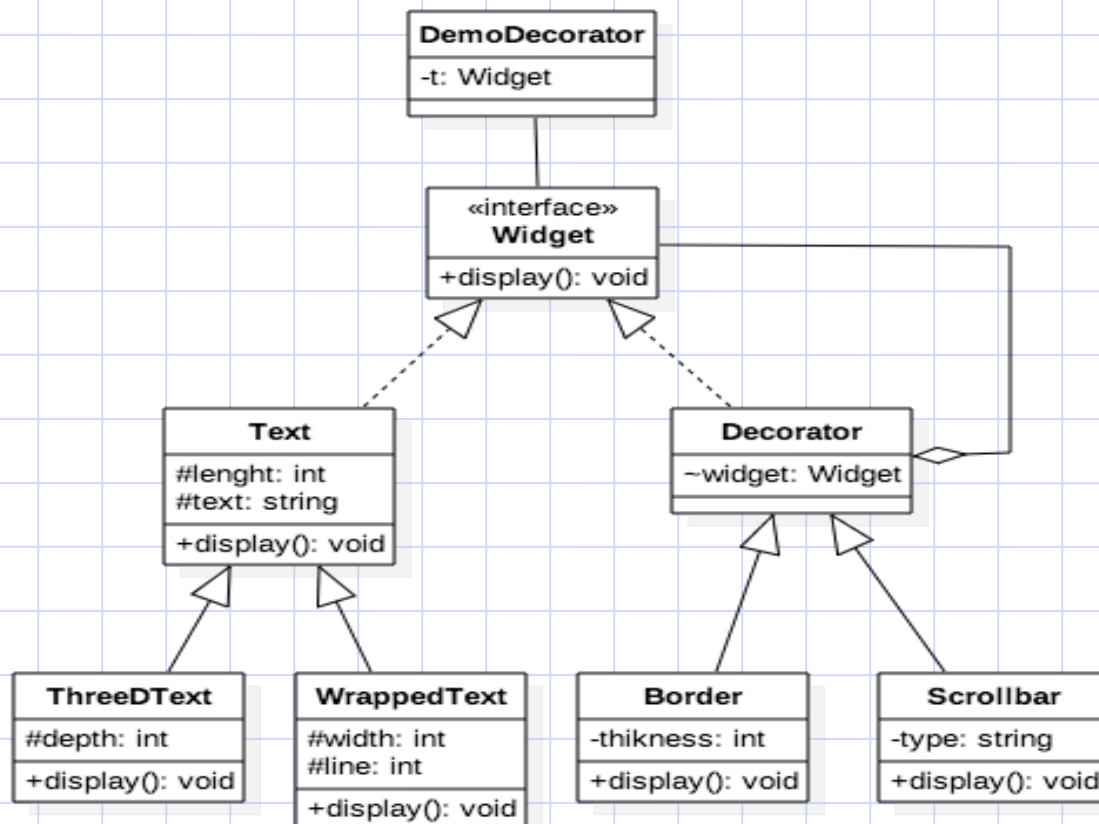 DemoDecorator
-t: Widget
«interface»
Widget
+display(): void
Text
#lenght: int
#text: string
+display(): void
Decorator
~widget: Widget
ThreeDText
#depth: int
+display(): void
WrappedText
#width: int
#line: int
+display(): void
Border
-thikness: int
+display(): void
Scrollbar
-type: string
+display(): void